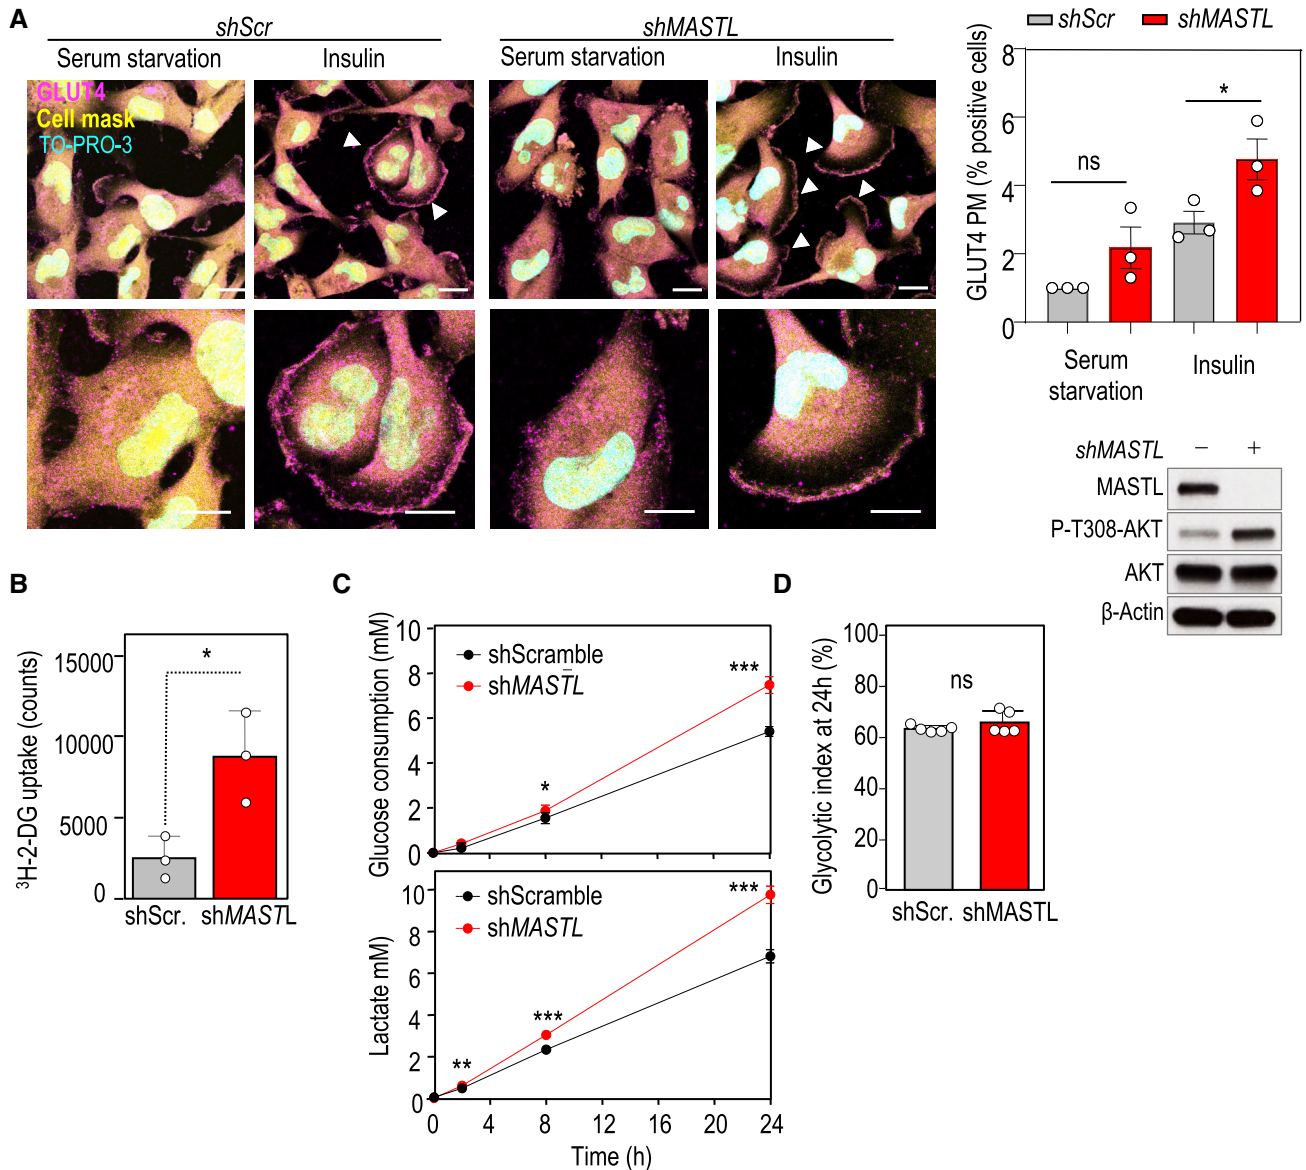 A
shScr
shMASTL
Serum starvation
Insulin
Serum starvation
Insulin
GLUT4
Cell mask
TO-PRO-3
shScr
shMASTL
GLUT4 PM (% positive cells)
8
6
4
2
0
ns
*
Serum
starvation
Insulin
shMASTL − +
MASTL
P-T308-AKT
AKT
β-Actin
B
³H-2-DG uptake (counts)
15000
10000
5000
0
*
shScr.
shMASTL
C
Glucose consumption (mM)
10
8
6
4
2
0
shScramble
shMASTL
*
***
Lactate mM)
10
8
6
4
2
0
shScramble
shMASTL
**
***
***
0 4 8 12 16 20 24
Time (h)
D
Glycolytic index at 24h (%)
100
80
60
40
20
0
ns
shScr.
shMASTL